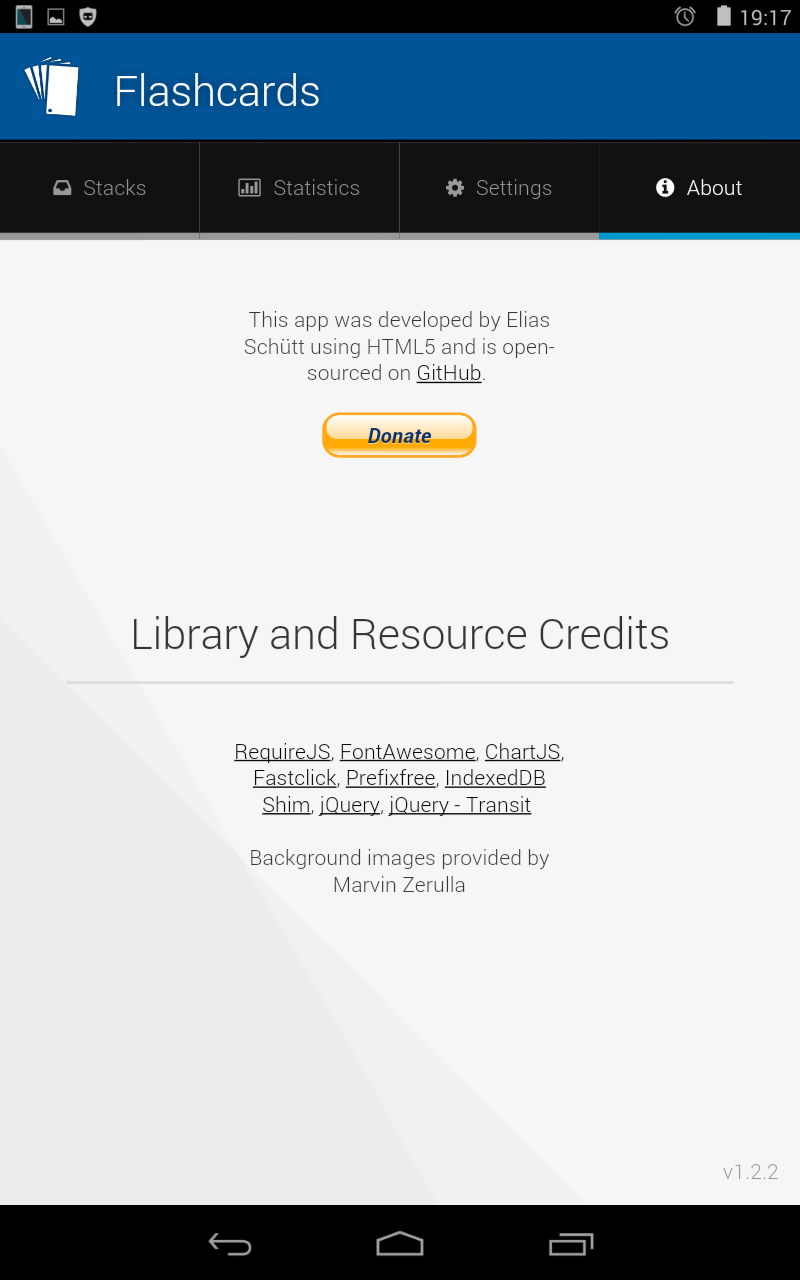 19:17
Flashcards
Stacks
Statistics
Settings
About
This app was developed by Elias
Schütt using HTML5 and is open-
sourced on GitHub.
Donate
Library and Resource Credits
RequireJS, FontAwesome, ChartJS,
Fastclick, Prefixfree, IndexedDB
Shim, jQuery, jQuery - Transit
Background images provided by
Marvin Zerulla
v1.2.2